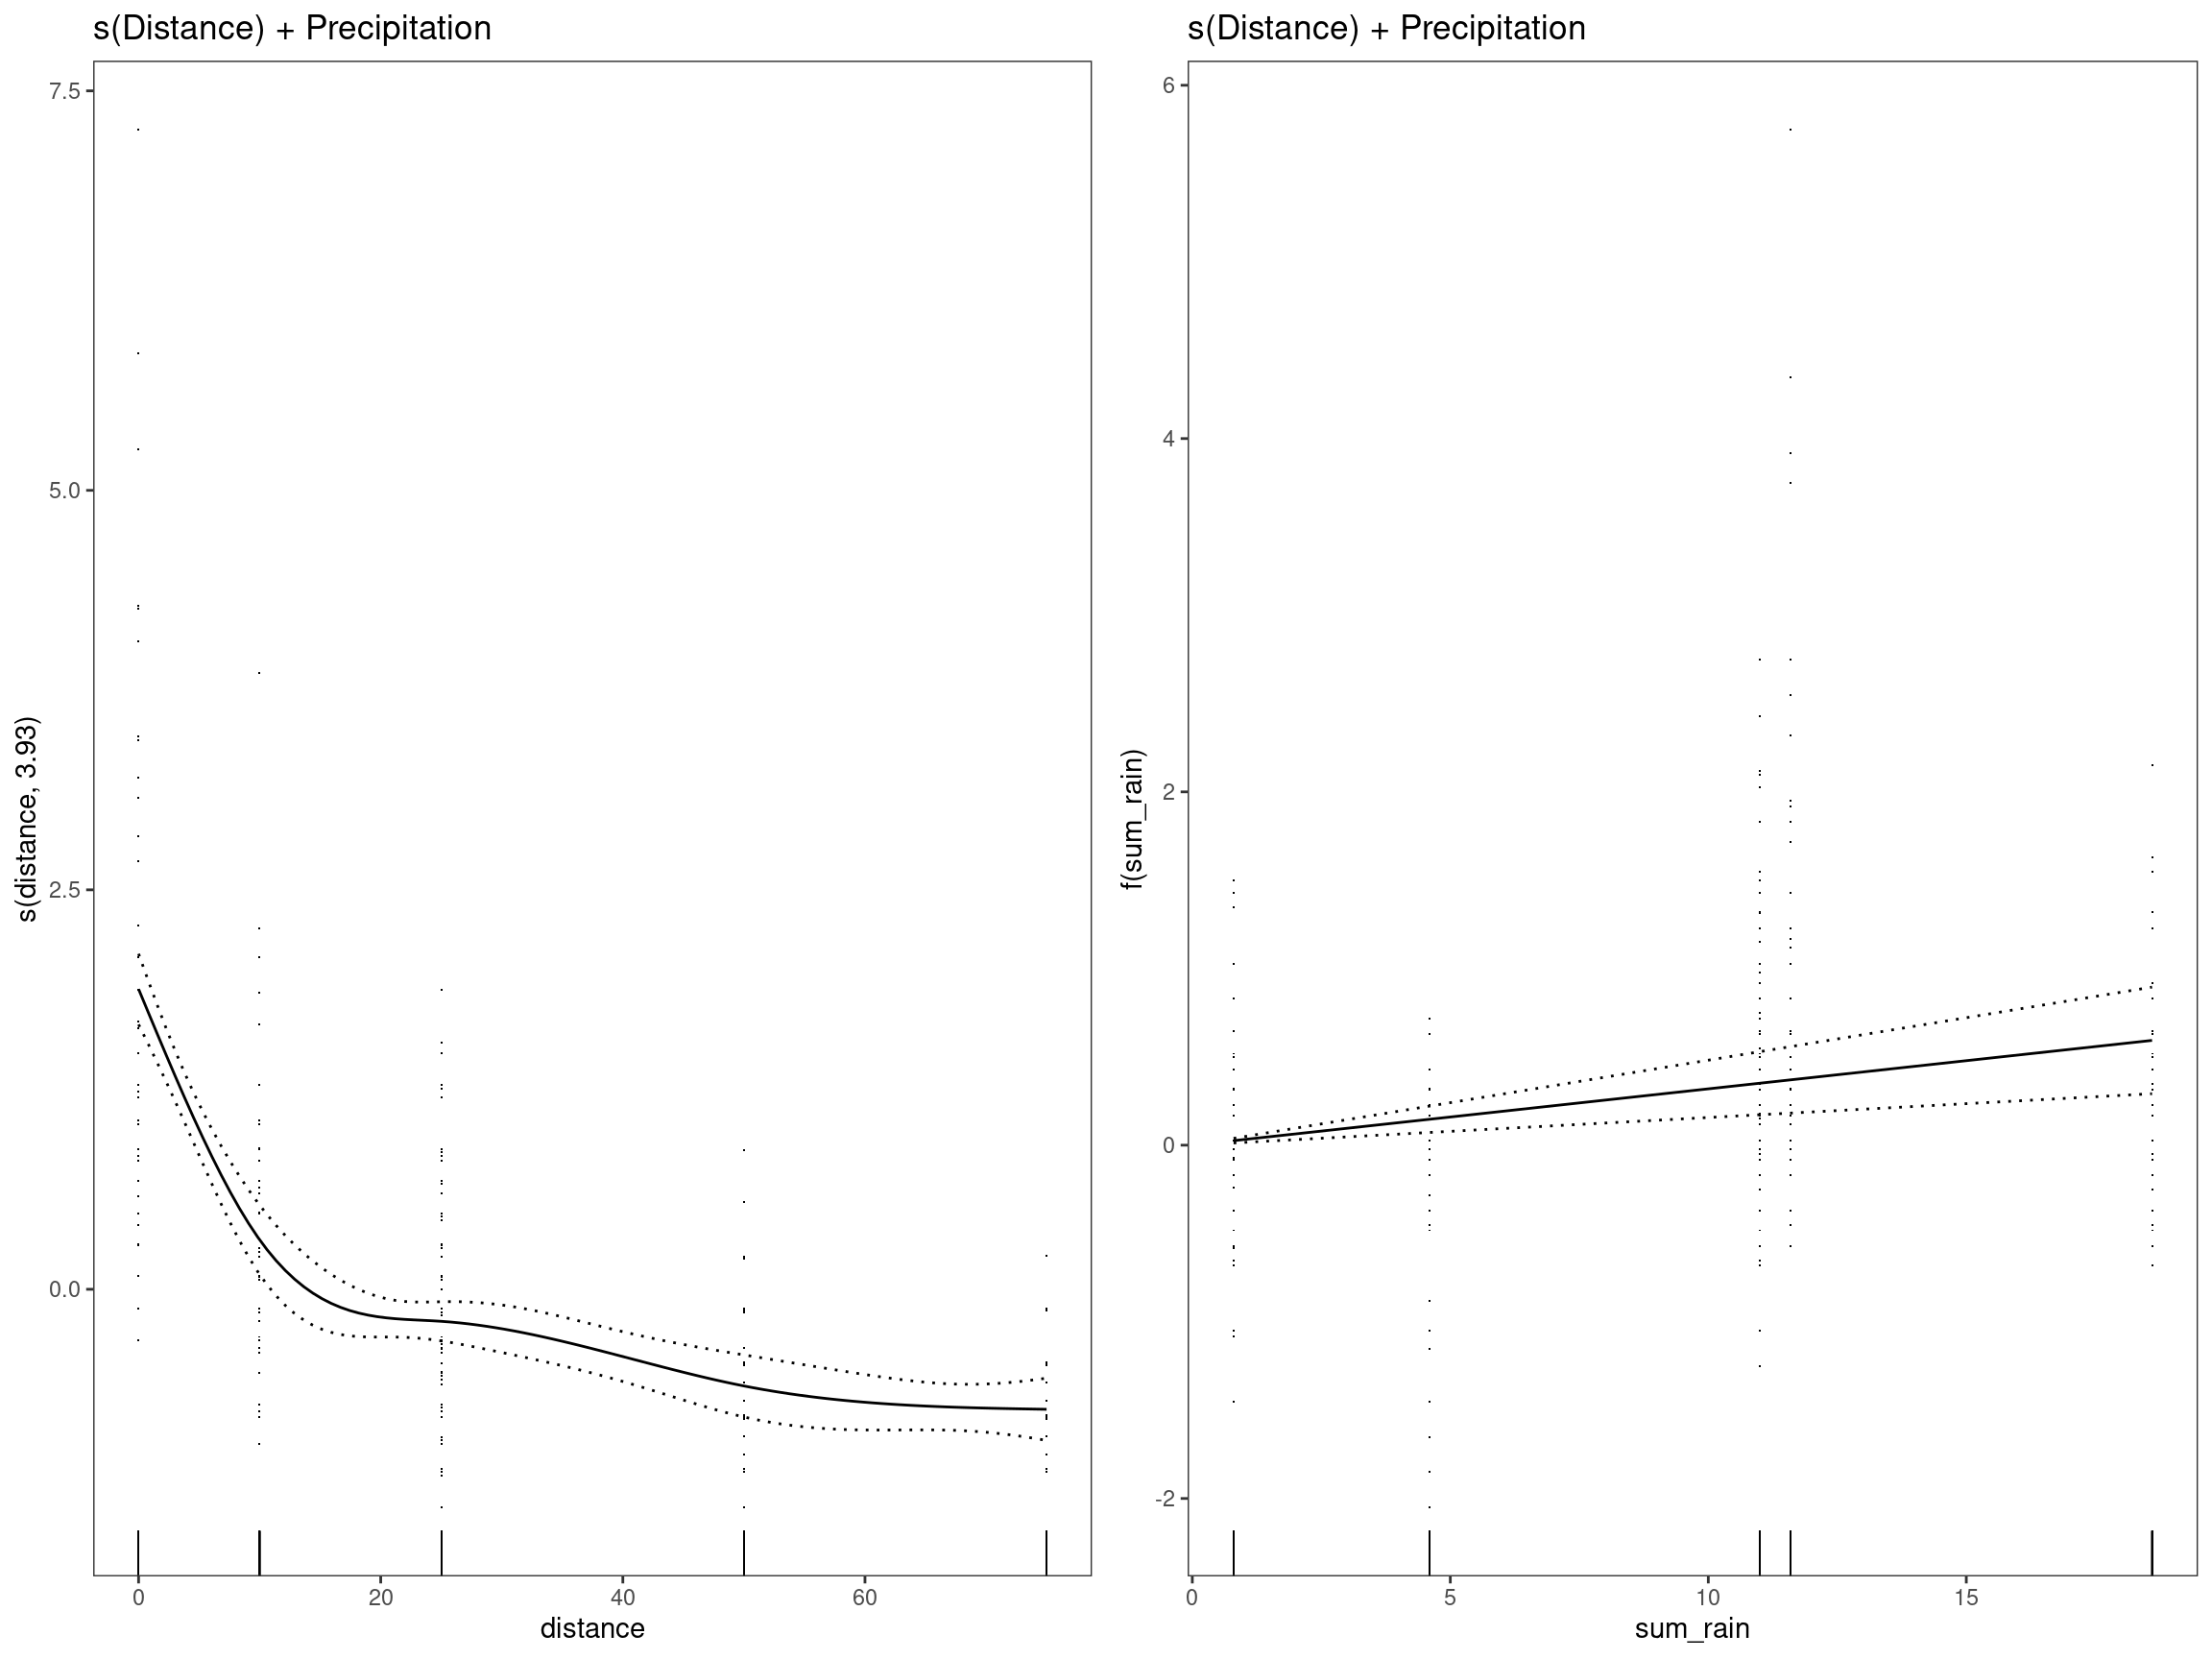 s(Distance) + Precipitation
7.5
5.0
2.5
0.0
s(distance, 3.93)
0
20
40
60
distance
s(Distance) + Precipitation
6
4
2
0
-2
f(sum_rain)
0
5
10
15
sum_rain